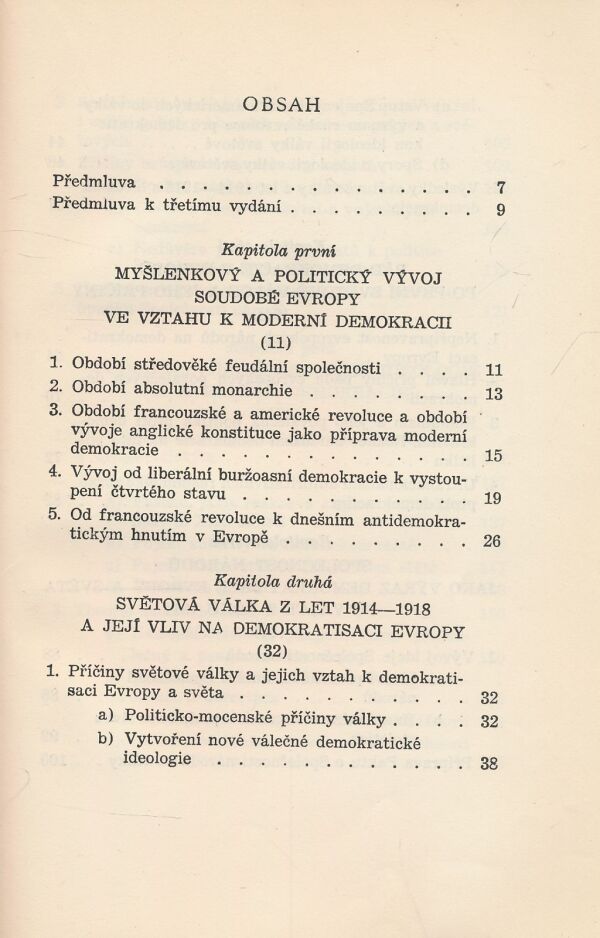 OBSAH
Předmluva . . . . . . . . . . . . . . . 7
Předmluva k třetímu vydání . . . . . . . . . 9
Kapitola první
MYŠLENKOVÝ A POLITICKÝ VÝVOJ
SOUDOBÉ EVROPY
VE VZTAHU K MODERNÍ DEMOKRACII
(11)
1. Období středověké feudální společnosti . . . . 11
2. Období absolutní monarchie . . . . . . . . 13
3. Období francouzské a americké revoluce a období
vývoje anglické konstituce jako příprava moderní
demokracie . . . . . . . . . . . . . 15
4. Vývoj od liberální buržoasní demokracie k vystou-
pení čtvrtého stavu . . . . . . . . . . 19
5. Od francouzské revoluce k dnešním antidemokra-
tickým hnutím v Evropě . . . . . . . . 26
Kapitola druhá
SVĚTOVÁ VÁLKA Z LET 1914—1918
A JEJÍ VLIV NA DEMOKRATISACI EVROPY
(32)
1. Příčiny světové války a jejich vztah k demokrati-
saci Evropy a světa . . . . . . . . . . 32
a) Politicko-mocenské příčiny války . . . . 32
b) Vytvoření nové válečné demokratické
ideologie . . . . . . . . . . . 38